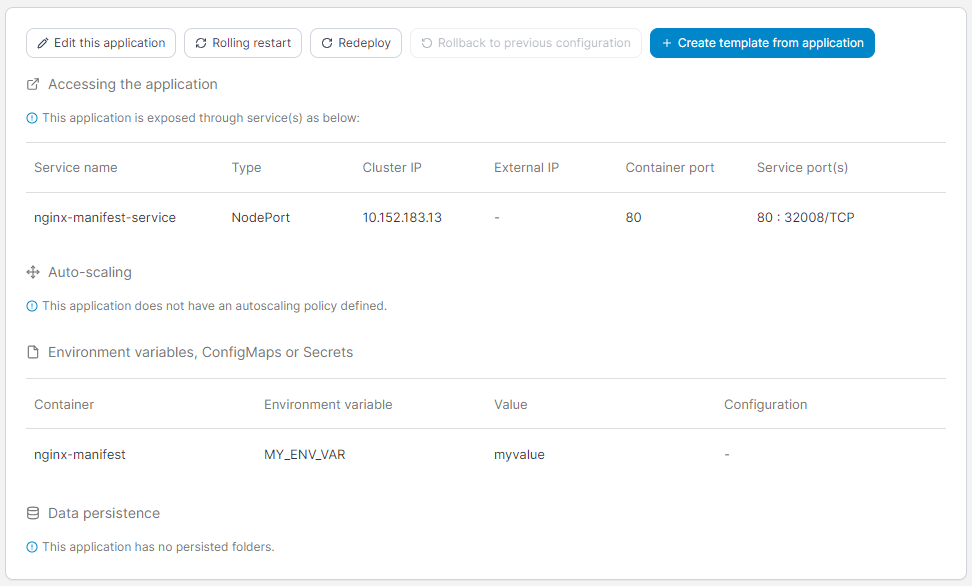 Edit this application Rolling restart Redeploy Rollback to previous configuration + Create template from application
Accessing the application
This application is exposed through service(s) as below:
Service name Type Cluster IP External IP Container port Service port(s)
nginx-manifest-service NodePort 10.152.183.13 - 80 80 : 32008/TCP
Auto-scaling
This application does not have an autoscaling policy defined.
Environment variables, ConfigMaps or Secrets
Container Environment variable Value Configuration
nginx-manifest MY_ENV_VAR myvalue -
Data persistence
This application has no persisted folders.